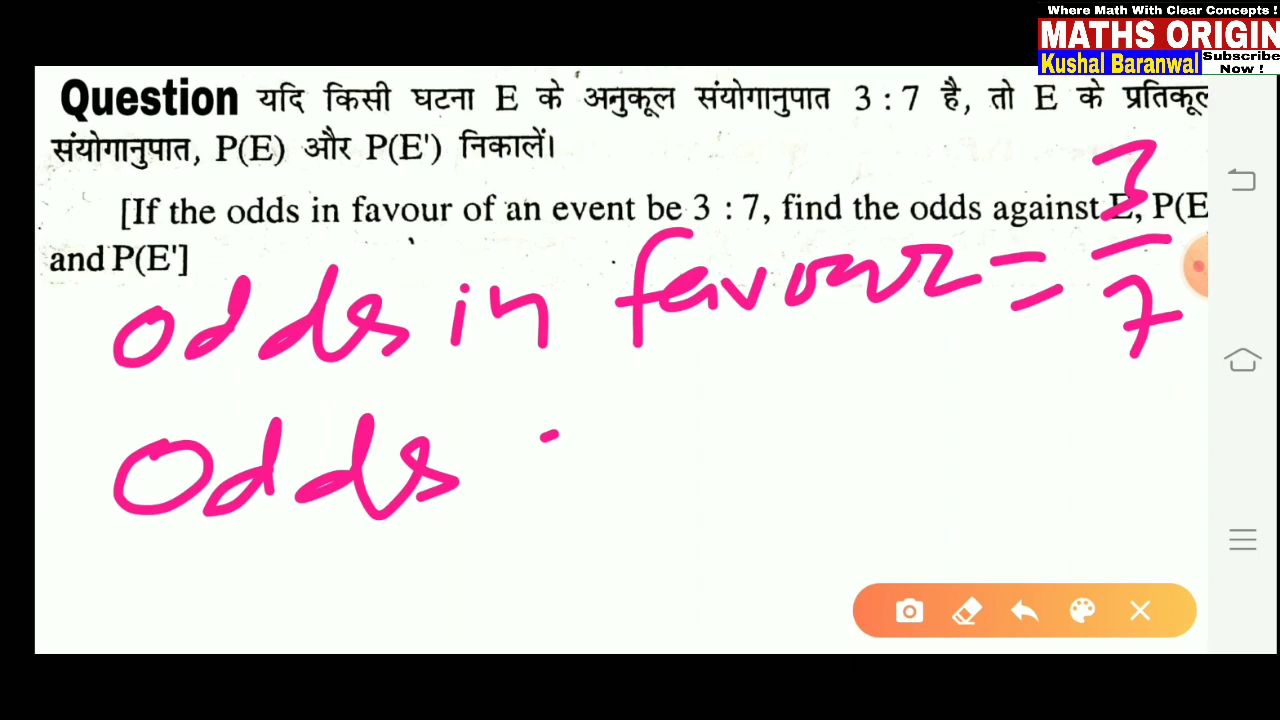 Where Math With Clear Concepts !
MATHS ORIGIN
Kushal Baranwal Subscribe Now !
Question यदि किसी घटना E के अनुकूल संयोगानुपात 3 : 7 है, तो E के प्रतिकूल
संयोगानुपात, P(E) और P(E') निकालें।
[If the odds in favour of an event be 3 : 7, find the odds against E, P(E
and P(E']
odds in favour = 3/7
Odds